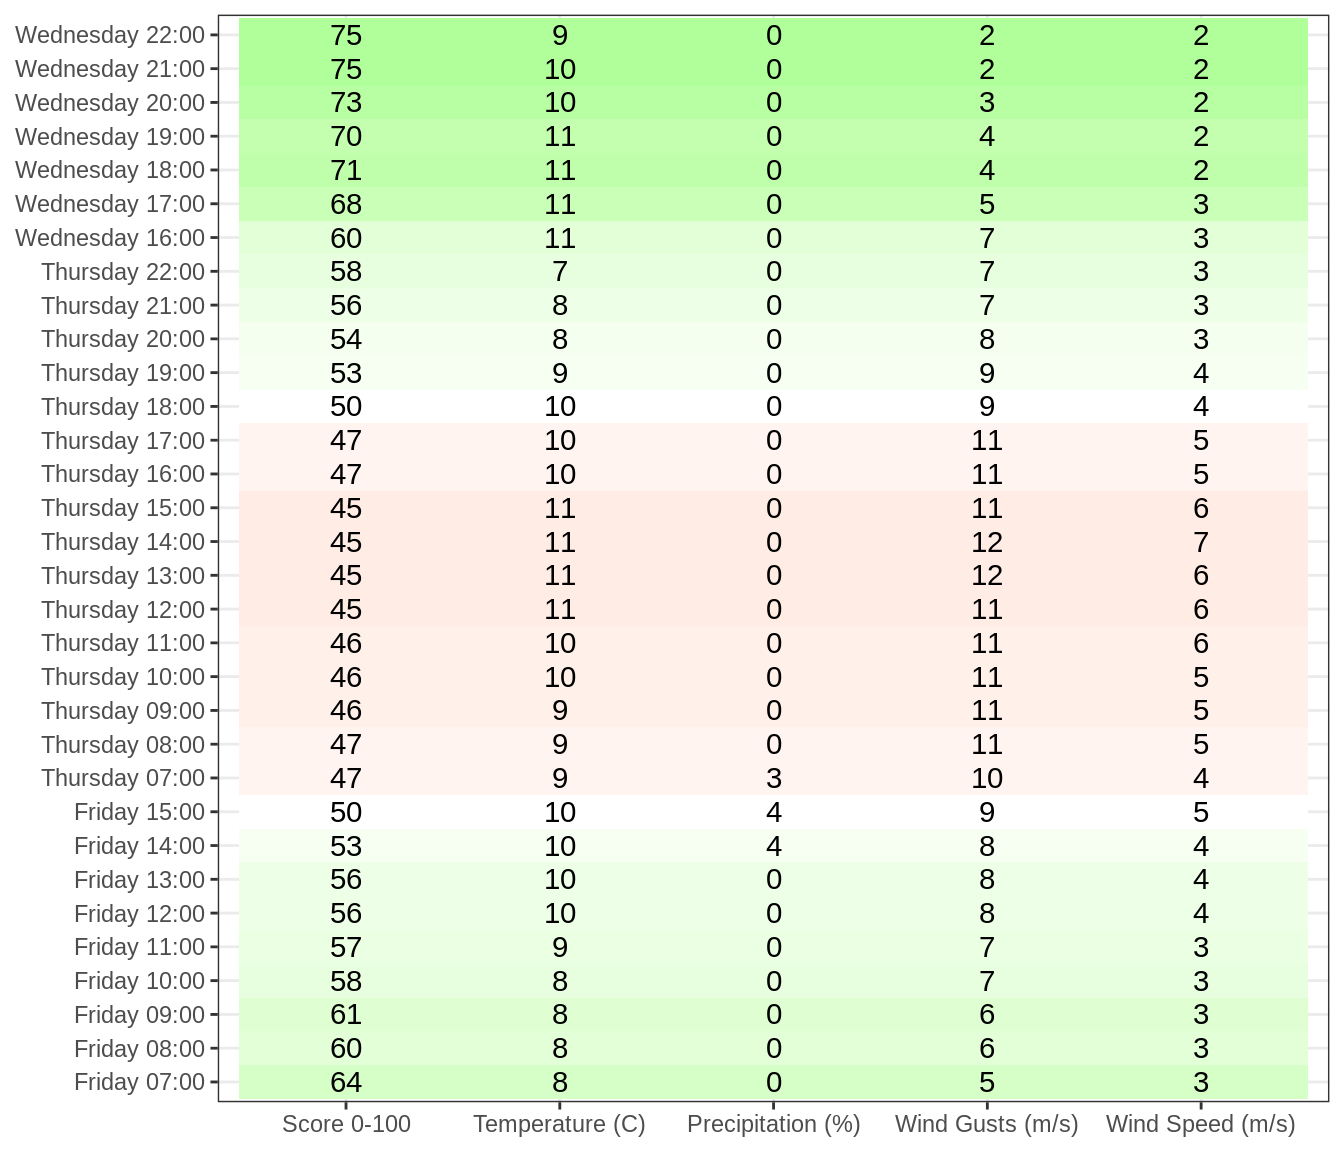 Wednesday 22:00 75 9 0 2 2
Wednesday 21:00 75 10 0 2 2
Wednesday 20:00 73 10 0 3 2
Wednesday 19:00 70 11 0 4 2
Wednesday 18:00 71 11 0 4 2
Wednesday 17:00 68 11 0 5 3
Wednesday 16:00 60 11 0 7 3
Thursday 22:00 58 7 0 7 3
Thursday 21:00 56 8 0 7 3
Thursday 20:00 54 8 0 8 3
Thursday 19:00 53 9 0 9 4
Thursday 18:00 50 10 0 9 4
Thursday 17:00 47 10 0 11 5
Thursday 16:00 47 10 0 11 5
Thursday 15:00 45 11 0 11 6
Thursday 14:00 45 11 0 12 7
Thursday 13:00 45 11 0 12 6
Thursday 12:00 45 11 0 11 6
Thursday 11:00 46 10 0 11 6
Thursday 10:00 46 10 0 11 5
Thursday 09:00 46 9 0 11 5
Thursday 08:00 47 9 0 11 5
Thursday 07:00 47 9 3 10 4
Friday 15:00 50 10 4 9 5
Friday 14:00 53 10 4 8 4
Friday 13:00 56 10 0 8 4
Friday 12:00 56 10 0 8 4
Friday 11:00 57 9 0 7 3
Friday 10:00 58 8 0 7 3
Friday 09:00 61 8 0 6 3
Friday 08:00 60 8 0 6 3
Friday 07:00 64 8 0 5 3
Score 0-100 Temperature (C) Precipitation (%) Wind Gusts (m/s) Wind Speed (m/s)